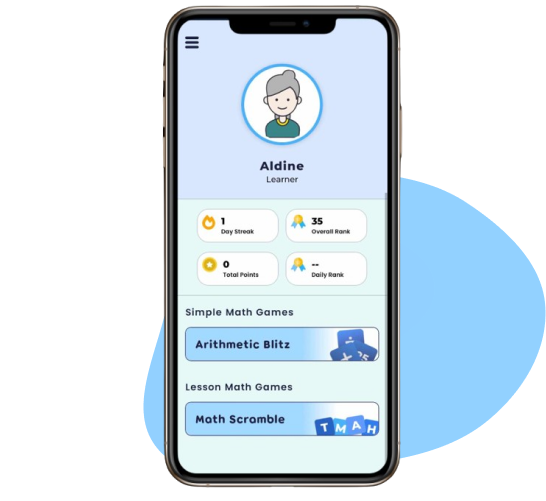 Aldine
Learner
1
Day Streak
35
Overall Rank
0
Total Points
--
Daily Rank
Simple Math Games
Arithmetic Blitz
Lesson Math Games
Math Scramble
T M A H